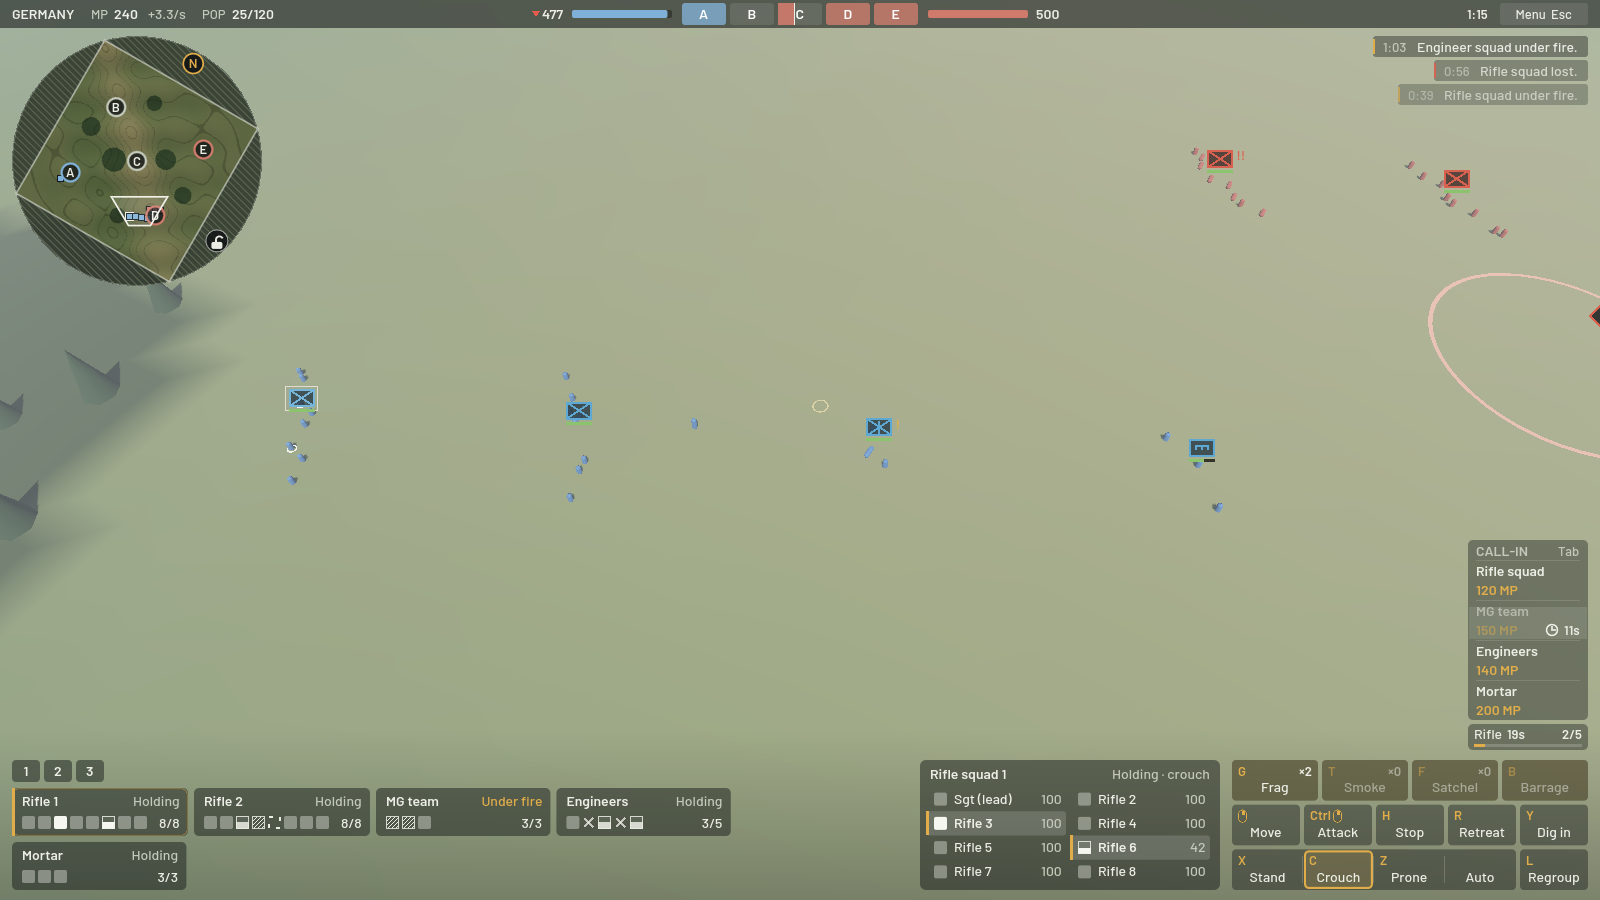 GERMANY MP 240 +3.3/s POP 25/120 477 A B C D E 500 1:15 Menu Esc
1:03 Engineer squad under fire.
0:56 Rifle squad lost.
0:39 Rifle squad under fire.
N
B
C
E
A
D
!!
CALL-IN Tab
Rifle squad
120 MP
MG team
150 MP 11s
Engineers
140 MP
Mortar
200 MP
Rifle 19s 2/5
1 2 3
Rifle 1 Holding
8/8
Rifle 2 Holding
8/8
MG team Under fire
3/3
Engineers Holding
3/5
Mortar Holding
3/3
Rifle squad 1 Holding · crouch
Sgt (lead) 100 Rifle 2 100
Rifle 3 100 Rifle 4 100
Rifle 5 100 Rifle 6 42
Rifle 7 100 Rifle 8 100
G ×2 Frag
T ×0 Smoke
F ×0 Satchel
B Barrage
Move
Ctrl Attack
H Stop
R Retreat
Y Dig in
X Stand
C Crouch
Z Prone
Auto
L Regroup